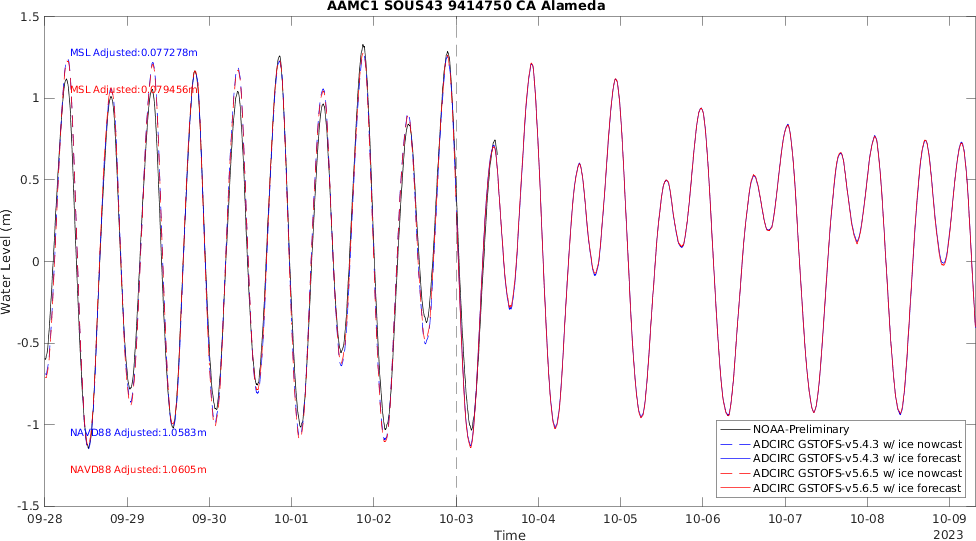 AAMC1 SOUS43 9414750 CA Alameda
1.5
MSL Adjusted:0.077278m
1
MSL Adjusted:0.079456m
0.5
Water Level (m)
0
-0.5
-1
NAVD88 Adjusted:1.0583m
NOAA-Preliminary
ADCIRC GSTOFS-v5.4.3 w/ ice nowcast
ADCIRC GSTOFS-v5.4.3 w/ ice forecast
NAVD88 Adjusted:1.0605m
ADCIRC GSTOFS-v5.6.5 w/ ice nowcast
ADCIRC GSTOFS-v5.6.5 w/ ice forecast
-1.5
09-28 09-29 09-30 10-01 10-02 10-03 10-04 10-05 10-06 10-07 10-08 10-09
Time
2023